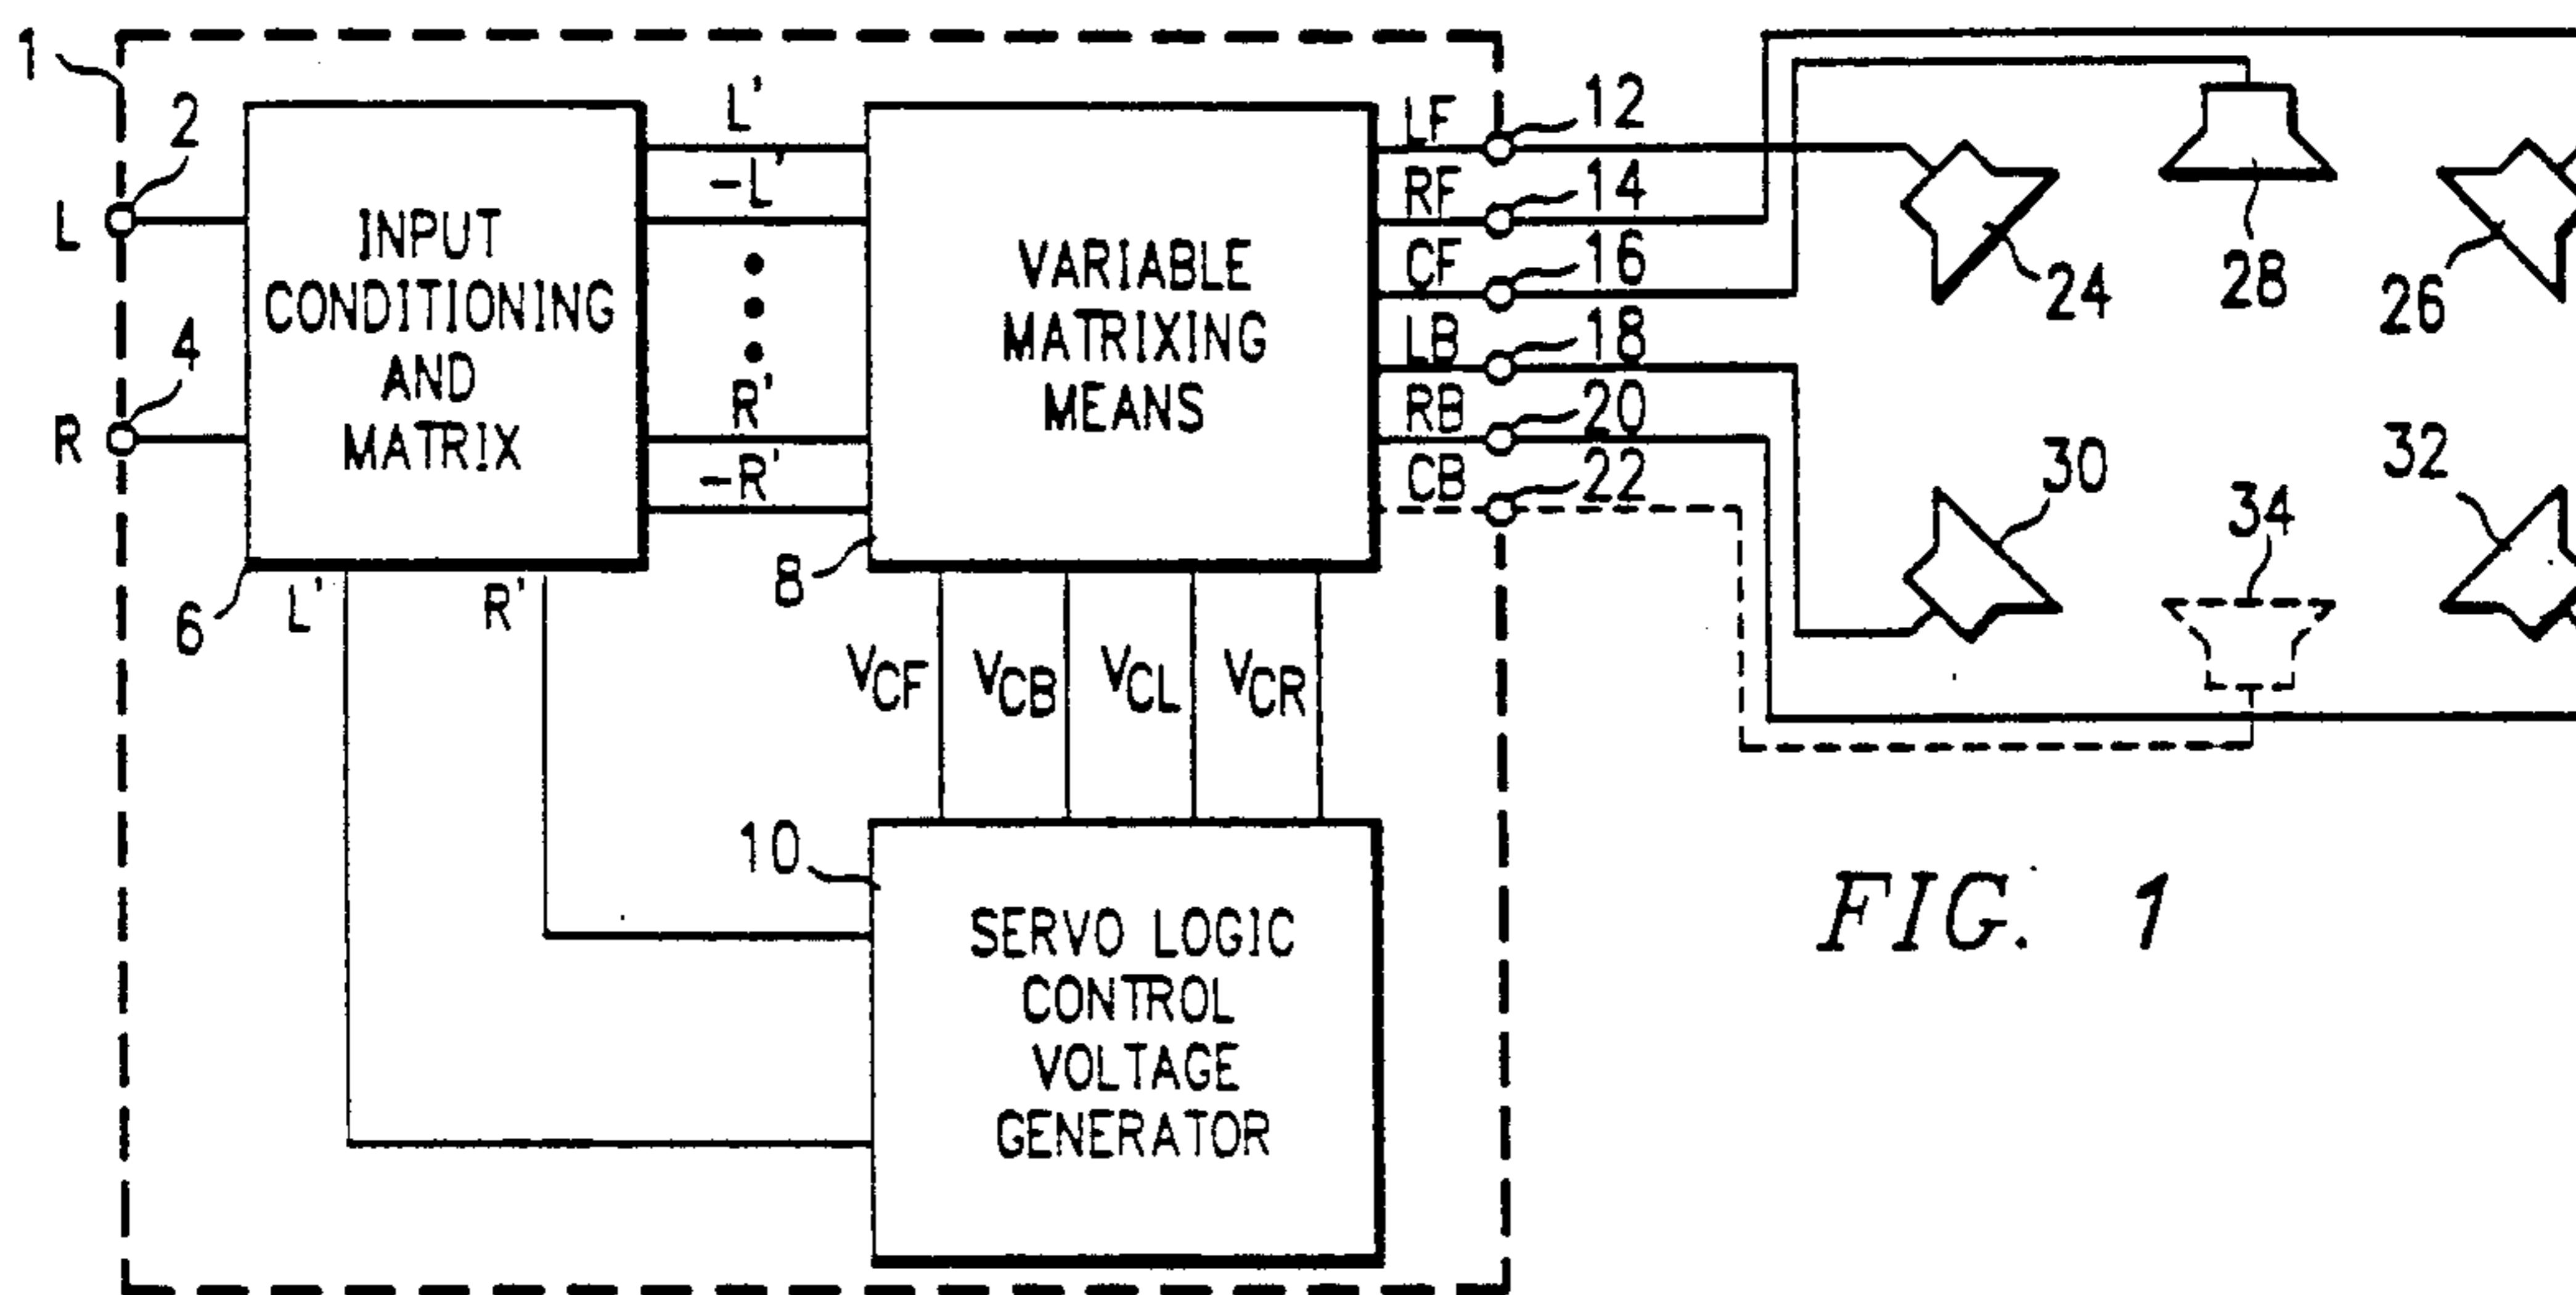 1
2
L
4
R
INPUT
CONDITIONING
AND
MATRIX
6
L'
-L'
R'
-R'
L'
R'
VARIABLE
MATRIXING
MEANS
8
LF
RF
CF
LB
RB
CB
12
14
16
18
20
22
24
28
26
30
34
32
VCF
VCB
VCL
VCR
10
SERVO LOGIC
CONTROL
VOLTAGE
GENERATOR
FIG. 1